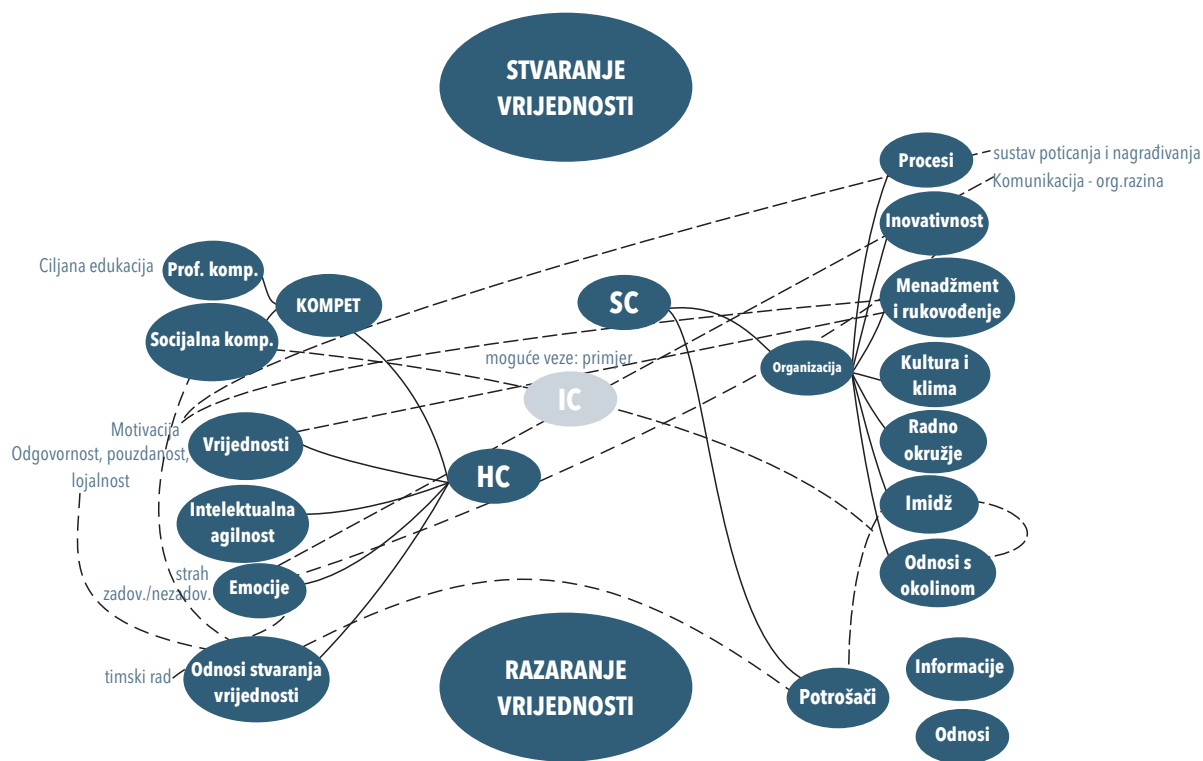 STVARANJE
VRIJEDNOSTI
Procesi
sustav poticanja i nagrađivanja
Komunikacija - org.razina
Inovativnost
Ciljana edukacija
Prof. komp.
KOMPET
SC
Menadžment
i rukovođenje
Socijalna komp.
moguće veze: primjer
Organizacija
Kultura i
klima
IC
Motivacija
Odgovornost, pouzdanost,
lojalnost
Vrijednosti
Radno
okružje
HC
Intelektualna
agilnost
Imidž
strah
zadov./nezadov.
Emocije
Odnosi s
okolinom
timski rad
Odnosi stvaranja
vrijednosti
RAZARANJE
VRIJEDNOSTI
Potrošači
Informacije
Odnosi